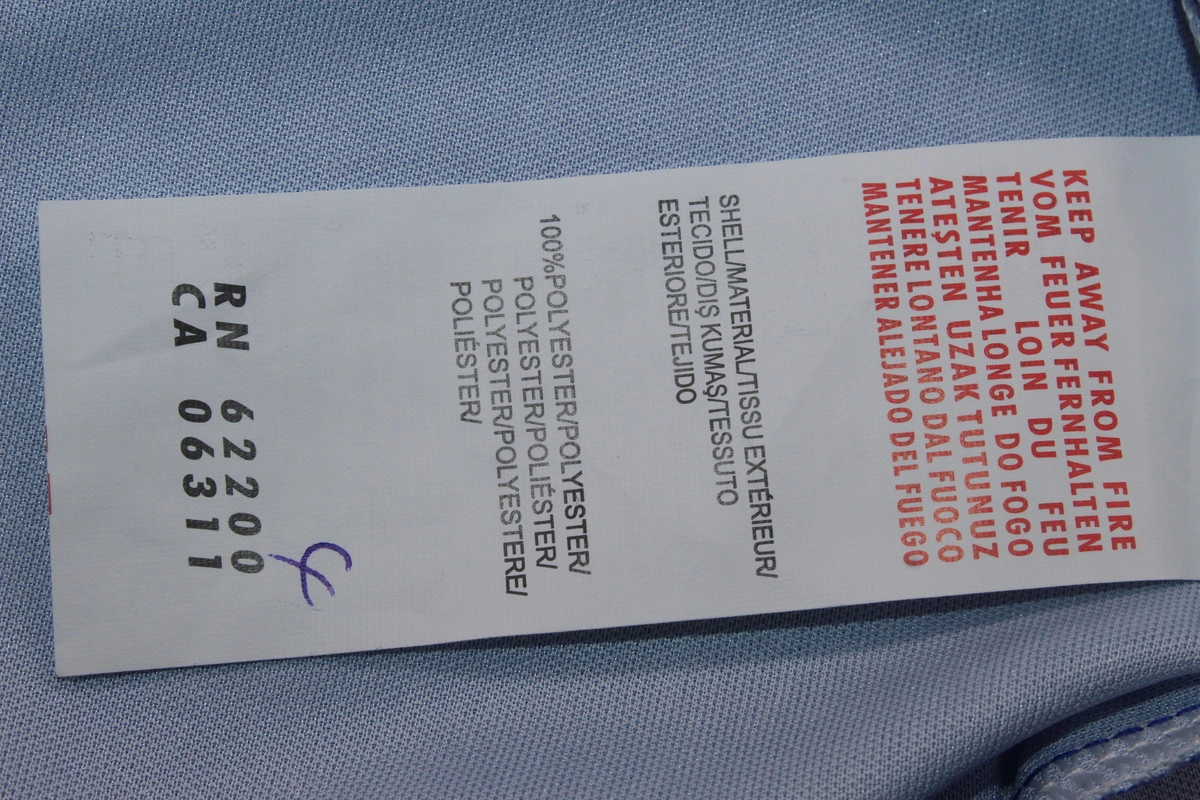 KEEP AWAY FROM FIRE
VOM FEUER FERNHALTEN
TENIR LOIN DU FEU
MANTENHA LONGE DO FOGO
ATEŞTEN UZAK TUTUNUZ
TENERE LONTANO DAL FUOCO
MANTENER ALEJADO DEL FUEGO
SHELL/MATERIAL/TISSU EXTÉRIEUR/
TECIDO/DIŞ KUMAŞ/TESSUTO
ESTERIORE/TEJIDO
100%POLYESTER/POLYESTER/
POLYESTER/POLIÉSTER/
POLYESTER/POLYESTERE/
POLIÉSTER/
RN 62200
CA 06311